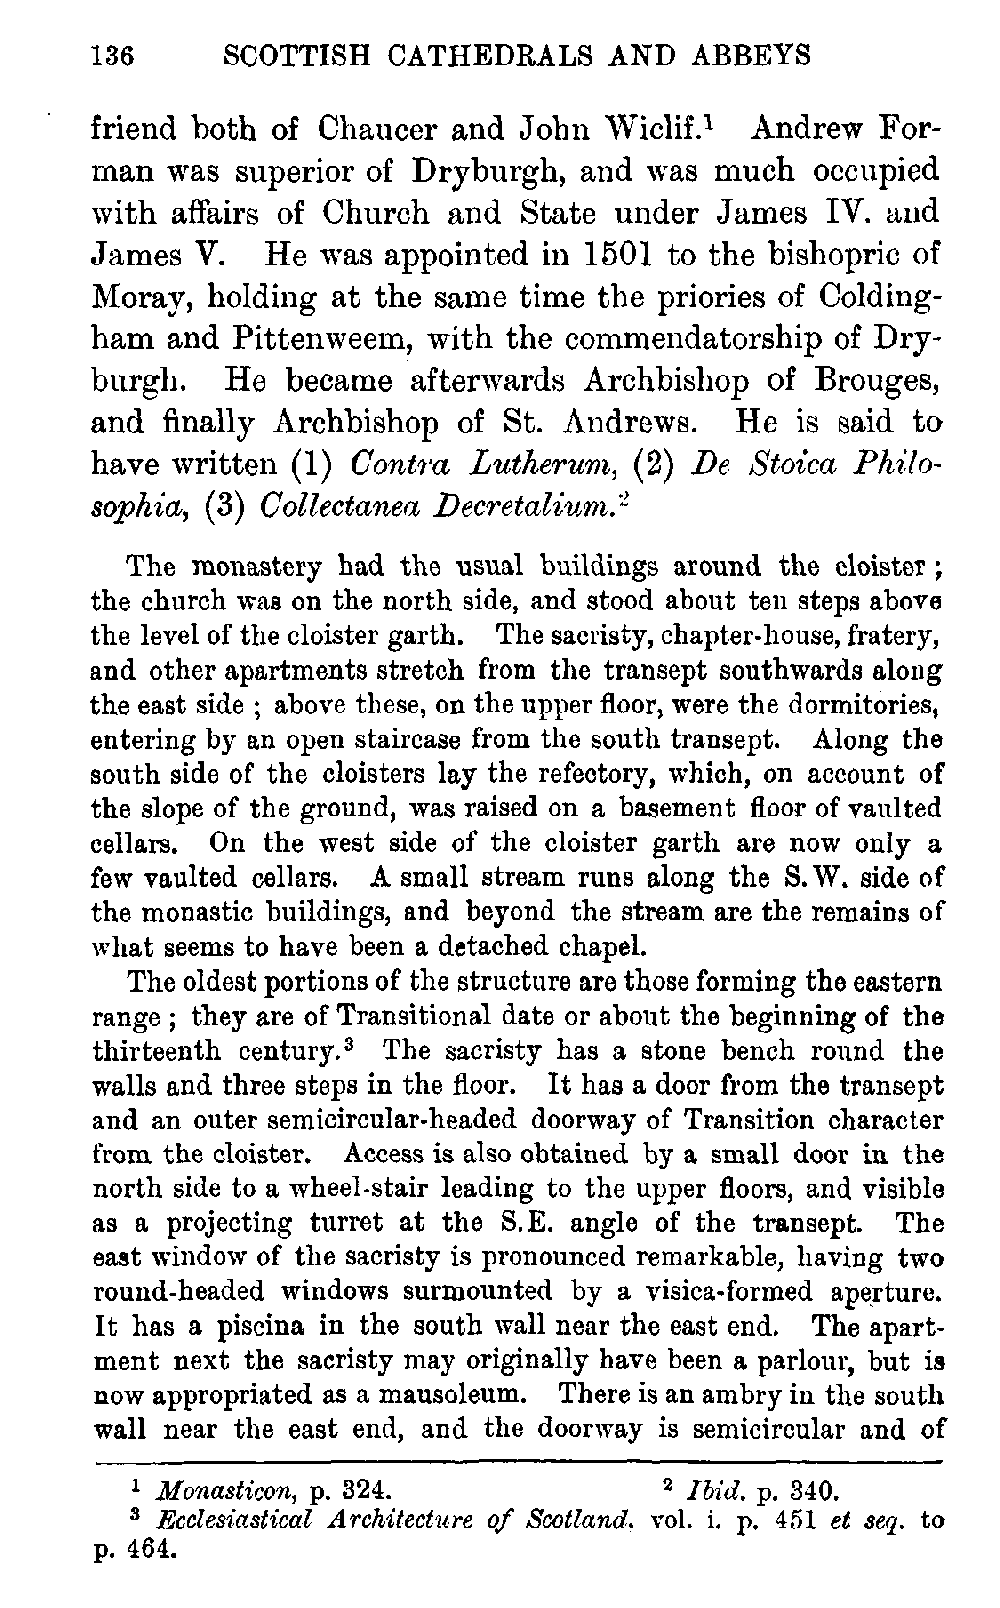 136 SCOTTISH CATHEDRALS AND ABBEYS
friend both of Chaucer and John Wiclif.¹ Andrew For-
man was superior of Dryburgh, and was much occupied
with affairs of Church and State under James IV. and
James V. He was appointed in 1501 to the bishopric of
Moray, holding at the same time the priories of Colding-
ham and Pittenweem, with the commendatorship of Dry-
burgh. He became afterwards Archbishop of Brouges,
and finally Archbishop of St. Andrews. He is said to
have written (1) Contra Lutherum, (2) De Stoica Philo-
sophia, (3) Collectanea Decretalium.²
The monastery had the usual buildings around the cloister ;
the church was on the north side, and stood about ten steps above
the level of the cloister garth. The sacristy, chapter-house, fratery,
and other apartments stretch from the transept southwards along
the east side ; above these, on the upper floor, were the dormitories,
entering by an open staircase from the south transept. Along the
south side of the cloisters lay the refectory, which, on account of
the slope of the ground, was raised on a basement floor of vaulted
cellars. On the west side of the cloister garth are now only a
few vaulted cellars. A small stream runs along the S.W. side of
the monastic buildings, and beyond the stream are the remains of
what seems to have been a detached chapel.
The oldest portions of the structure are those forming the eastern
range ; they are of Transitional date or about the beginning of the
thirteenth century.³ The sacristy has a stone bench round the
walls and three steps in the floor. It has a door from the transept
and an outer semicircular-headed doorway of Transition character
from the cloister. Access is also obtained by a small door in the
north side to a wheel-stair leading to the upper floors, and visible
as a projecting turret at the S.E. angle of the transept. The
east window of the sacristy is pronounced remarkable, having two
round-headed windows surmounted by a visica-formed aperture.
It has a piscina in the south wall near the east end. The apart-
ment next the sacristy may originally have been a parlour, but is
now appropriated as a mausoleum. There is an ambry in the south
wall near the east end, and the doorway is semicircular and of
¹ Monasticon, p. 324. ² Ibid. p. 340.
³ Ecclesiastical Architecture of Scotland. vol. i. p. 451 et seq. to
p. 464.